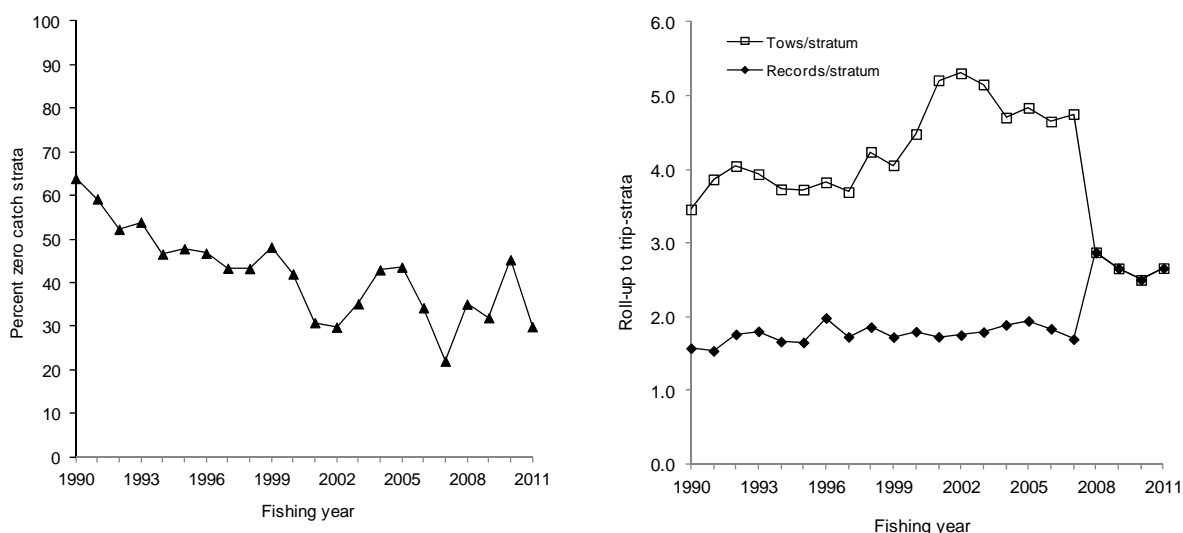 100
90
80
70
60
50
40
30
20
10
0
Percent zero catch strata
1990 1993 1996 1999 2002 2005 2008 2011
Fishing year
6.0
5.0
4.0
3.0
2.0
1.0
0.0
Roll-up to trip-strata
Tows/stratum
Records/stratum
1990 1993 1996 1999 2002 2005 2008 2011
Fishing year